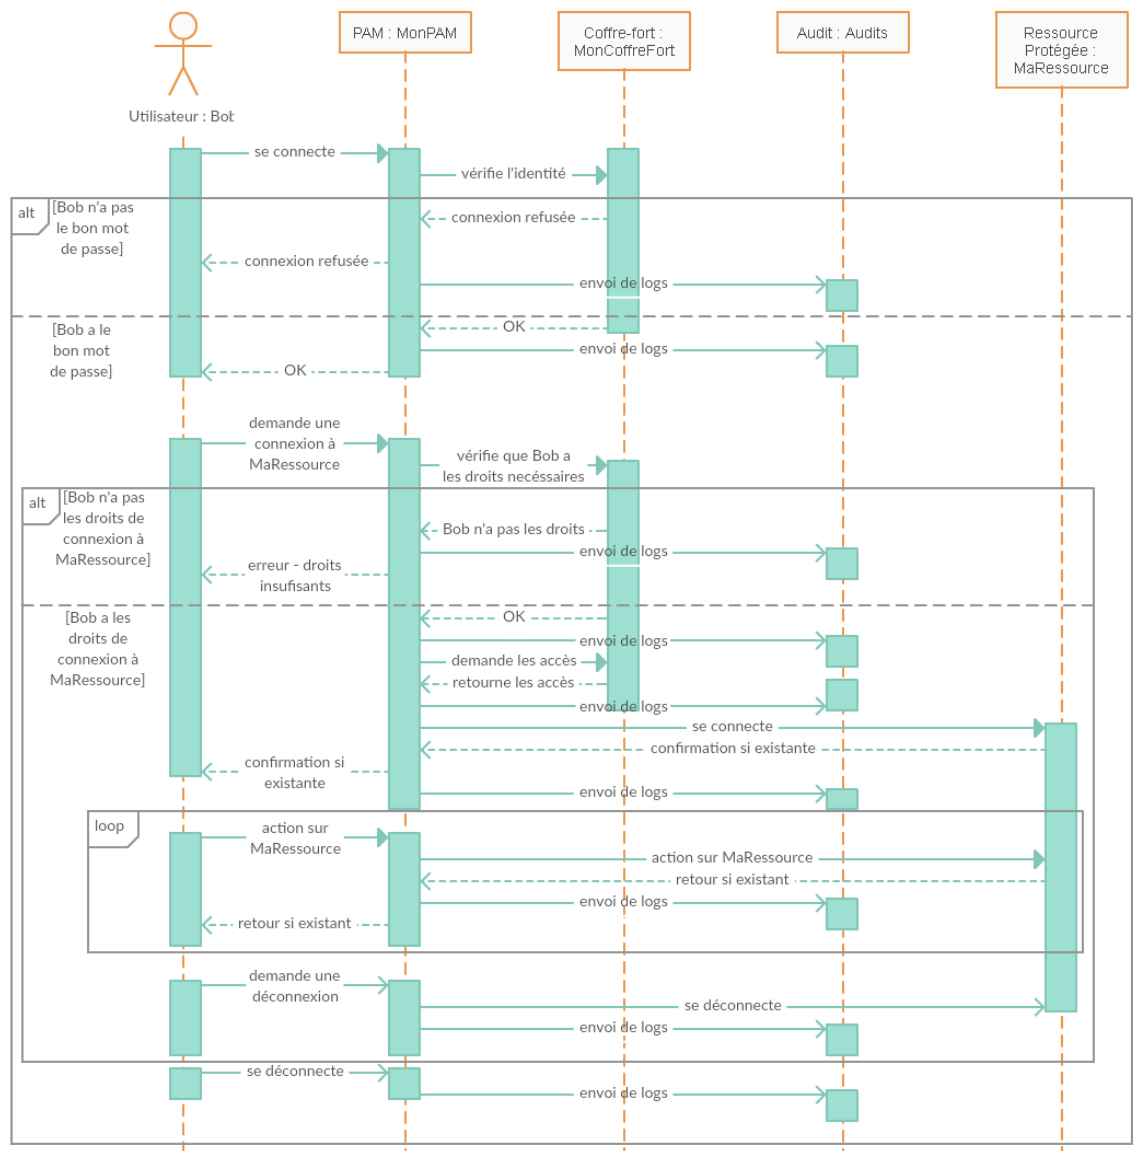 PAM : MonPAM
Coffre-fort :
MonCoffreFort
Audit : Audits
Ressource
Protégée :
MaRessource
Utilisateur : Bob
se connecte
vérifie l'identité
alt
[Bob n'a pas
le bon mot
de passe]
connexion refusée
connexion refusée
envoi de logs
[Bob a le
bon mot
de passe]
OK
envoi de logs
OK
demande une
connexion à
MaRessource
vérifie que Bob a
les droits necéssaires
alt
[Bob n'a pas
les droits de
connexion à
MaRessource]
Bob n'a pas les droits
envoi de logs
erreur - droits
insufisants
[Bob a les
droits de
connexion à
MaRessource]
OK
envoi de logs
demande les accès
retourne les accès
envoi de logs
se connecte
confirmation si existante
confirmation si
existante
envoi de logs
loop
action sur
MaRessource
action sur MaRessource
retour si existant
envoi de logs
retour si existant
demande une
déconnexion
se déconnecte
envoi de logs
se déconnecte
envoi de logs